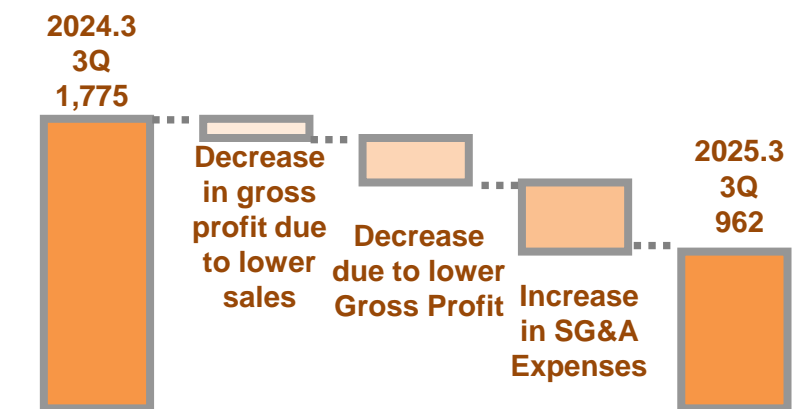 2024.3
3Q
1,775
Decrease
in gross
profit due
to lower
sales
Decrease
due to lower
Gross Profit
Increase
in SG&A
Expenses
2025.3
3Q
962